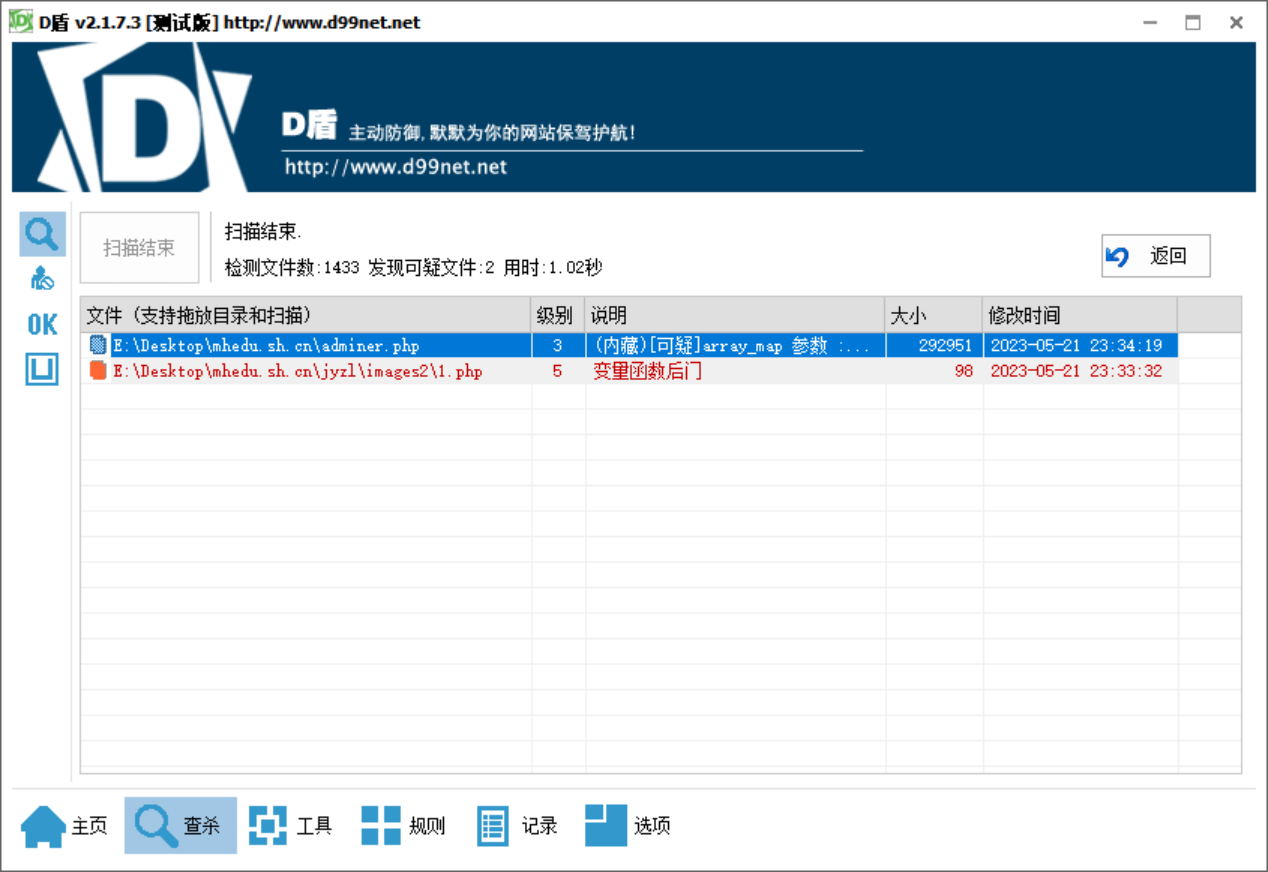 D盾 v2.1.7.3 [测试版] http://www.d99net.net
D
D盾 主动防御,默默为你的网站保驾护航!
http://www.d99net.net
扫描结束
扫描结束.
检测文件数:1433 发现可疑文件:2 用时:1.02秒
返回
OK
文件 (支持拖放目录和扫描) 级别 说明 大小 修改时间
E:\Desktop\mhedu.sh.cn\adminer.php 3 (内藏)[可疑]array_map 参数 :... 292951 2023-05-21 23:34:19
E:\Desktop\mhedu.sh.cn\jyzl\images2\1.php 5 变量函数后门 98 2023-05-21 23:33:32
主页 查杀 工具 规则 记录 选项